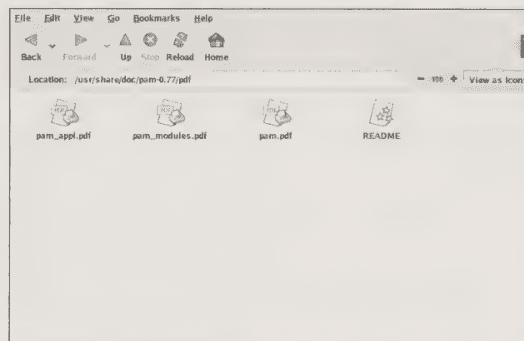 File Edit View Go Bookmarks Help
Back Forward Up Stop Reload Home
Location: /usr/share/doc/pam-0.77/pdf
View as Icons
pam_appl.pdf pam_modules.pdf pam.pdf README